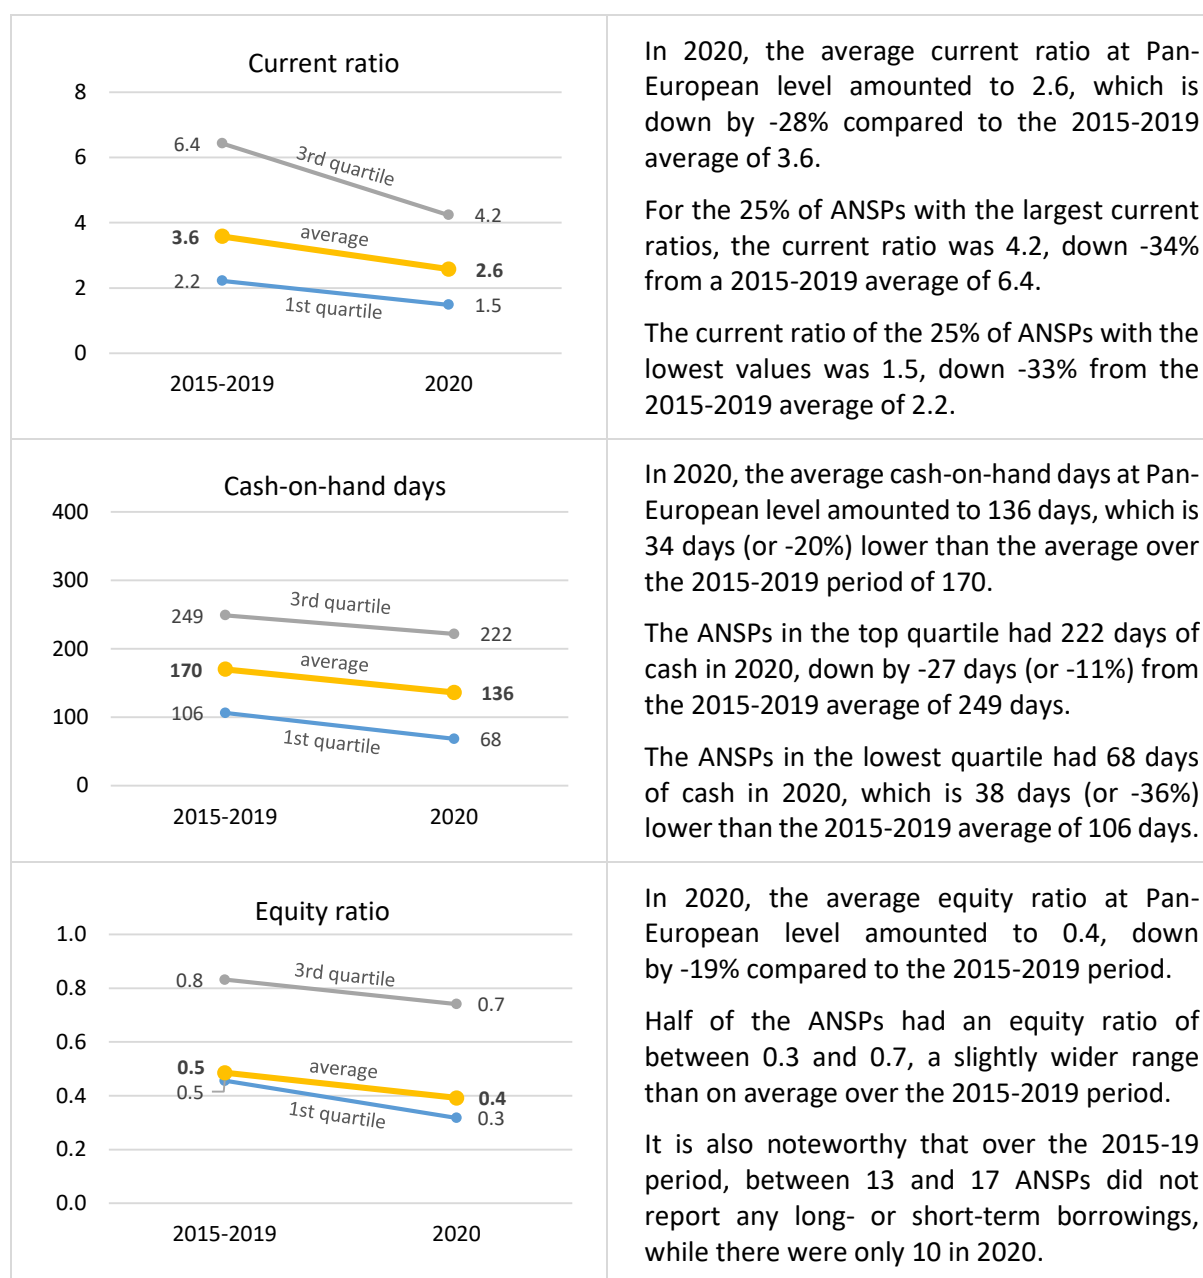 Current ratio
8
6
4
2
0
6.4
3rd quartile
4.2
3.6
average
2.6
2.2
1st quartile
1.5
2015-2019
2020
In 2020, the average current ratio at Pan-
European level amounted to 2.6, which is
down by -28% compared to the 2015-2019
average of 3.6.
For the 25% of ANSPs with the largest current
ratios, the current ratio was 4.2, down -34%
from a 2015-2019 average of 6.4.
The current ratio of the 25% of ANSPs with the
lowest values was 1.5, down -33% from the
2015-2019 average of 2.2.
Cash-on-hand days
400
300
200
100
0
249
3rd quartile
222
170
average
136
106
1st quartile
68
2015-2019
2020
In 2020, the average cash-on-hand days at Pan-
European level amounted to 136 days, which is
34 days (or -20%) lower than the average over
the 2015-2019 period of 170.
The ANSPs in the top quartile had 222 days of
cash in 2020, down by -27 days (or -11%) from
the 2015-2019 average of 249 days.
The ANSPs in the lowest quartile had 68 days
of cash in 2020, which is 38 days (or -36%)
lower than the 2015-2019 average of 106 days.
Equity ratio
1.0
0.8
0.6
0.4
0.2
0.0
0.8
3rd quartile
0.7
0.5
average
0.4
0.5
1st quartile
0.3
2015-2019
2020
In 2020, the average equity ratio at Pan-
European level amounted to 0.4, down
by -19% compared to the 2015-2019 period.
Half of the ANSPs had an equity ratio of
between 0.3 and 0.7, a slightly wider range
than on average over the 2015-2019 period.
It is also noteworthy that over the 2015-19
period, between 13 and 17 ANSPs did not
report any long- or short-term borrowings,
while there were only 10 in 2020.